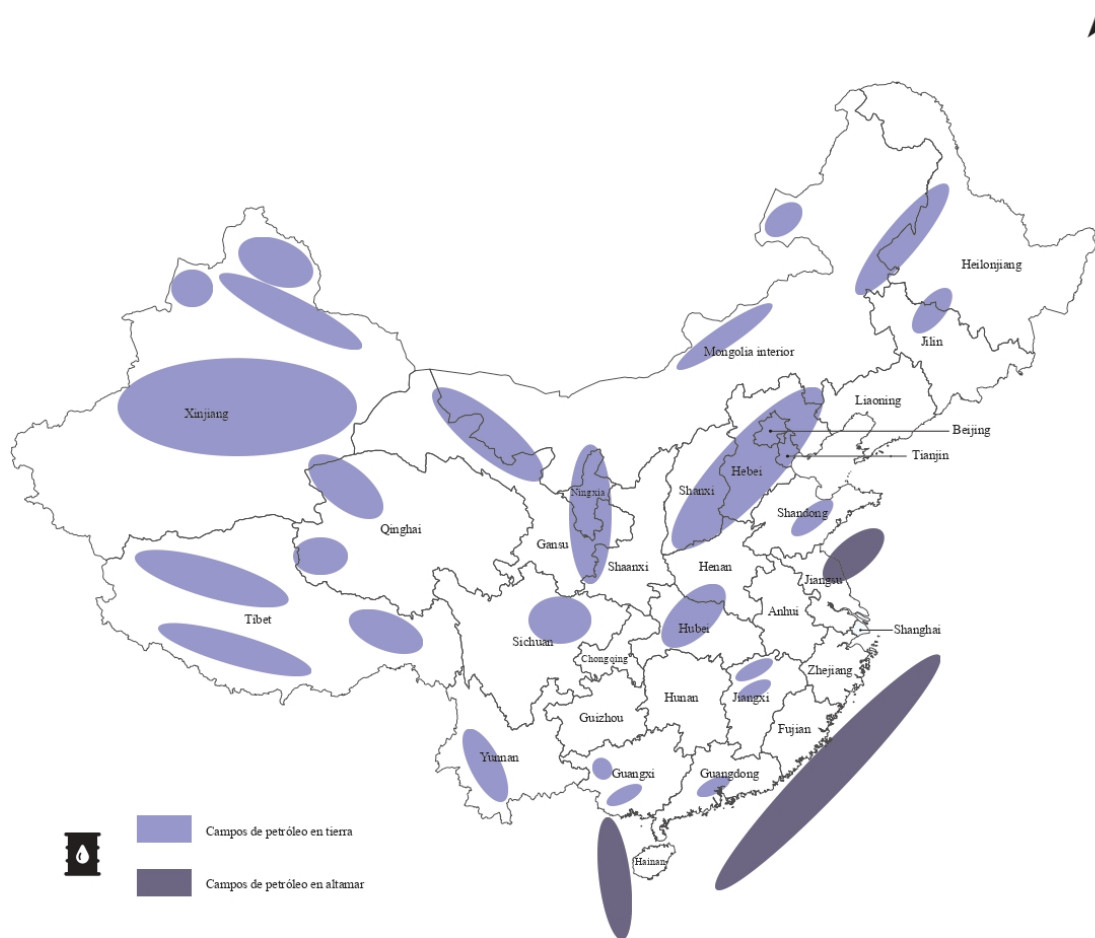 Heilonjiang
Jilin
Mongolia interior
Liaoning
Xinjiang
Beijing
Tianjin
Hebei
Shanxi
Ningxia
Shandong
Qinghai
Gansu
Shaanxi
Henan
Jiangsu
Tibet
Anhui
Hubei
Shanghai
Sichuan
Chongqing
Zhejiang
Hunan
Jiangxi
Guizhou
Fujian
Yunnan
Guangxi
Guangdong
Hainan
Campos de petróleo en tierra
Campos de petróleo en altamar